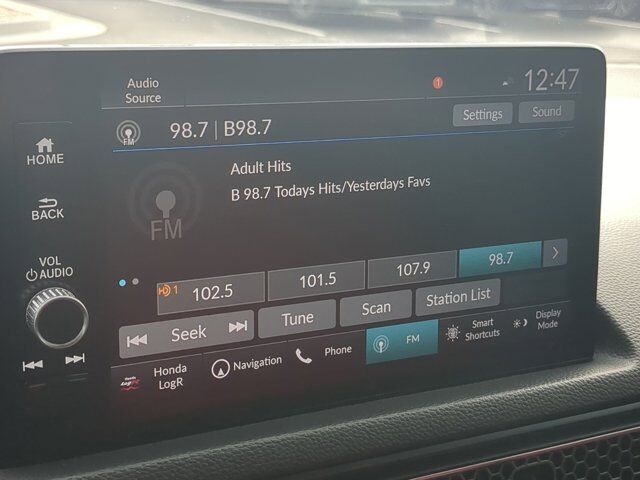 Audio
Source
1
12:47
FM
98.7 | B98.7
Settings
Sound
HOME
Adult Hits
B 98.7 Todays Hits/Yesterdays Favs
BACK
FM
VOL
AUDIO
1 102.5
101.5
107.9
98.7
Seek
Tune
Scan
Station List
Honda
LogR
Navigation
Phone
FM
Smart
Shortcuts
Display
Mode